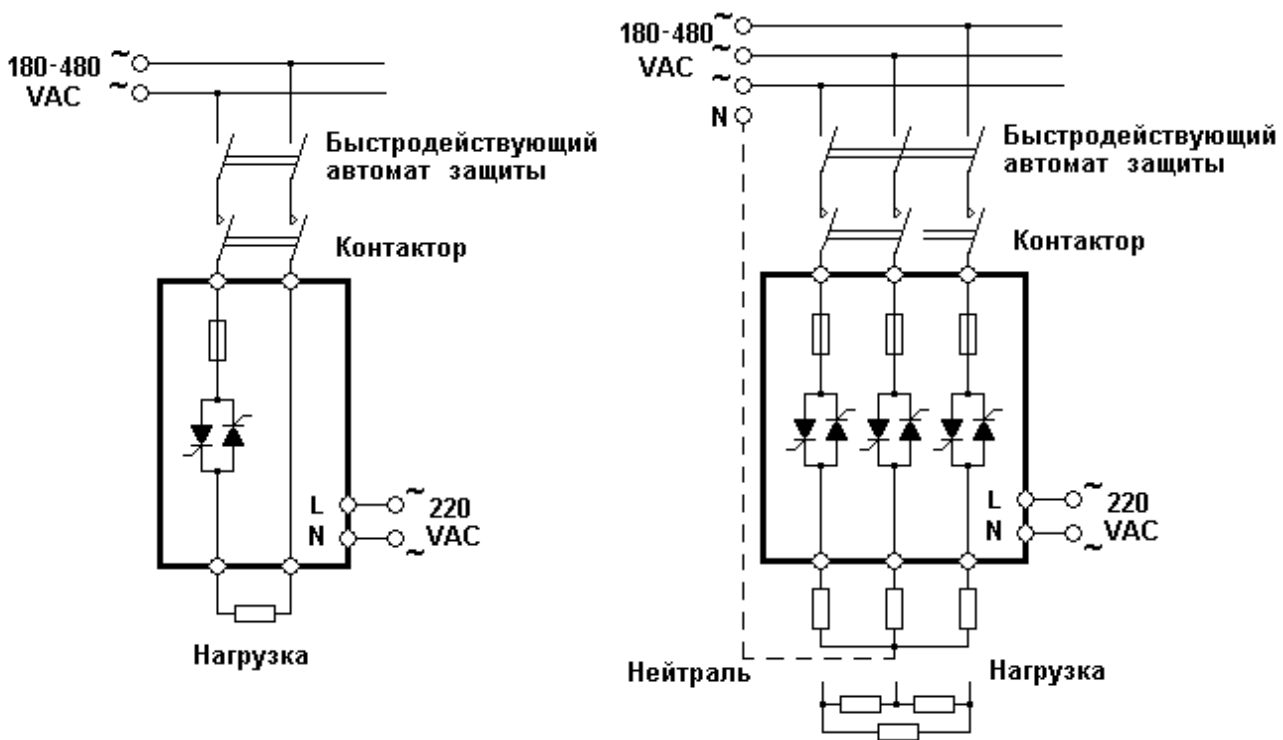 180-480 ~
VAC ~
Быстродействующий
автомат защиты
Контактор
L ~ 220
N ~ VAC
Нагрузка
180-480 ~
VAC ~
~
N
Быстродействующий
автомат защиты
Контактор
L ~ 220
N ~ VAC
Нейтраль
Нагрузка